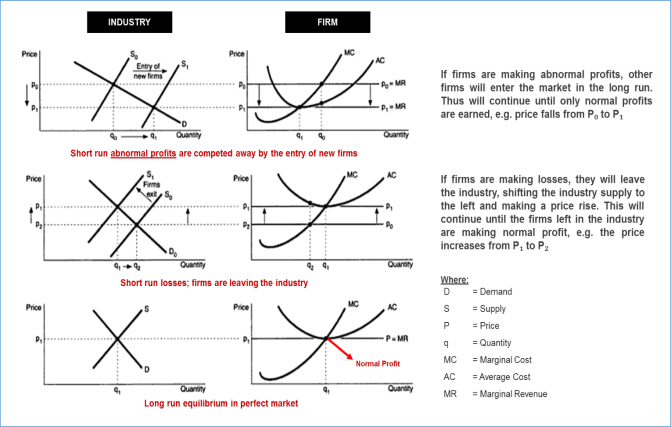 INDUSTRY
FIRM
Price
S0
Entry of
new firms
S1
P0
P1
D
q0
q1
Quantity
Price
MC
AC
P0 = MR
P1 = MR
P0
P1
q1
q0
Quantity
Short run abnormal profits are competed away by the entry of new firms
If firms are making abnormal profits, other
firms will enter the market in the long run.
Thus will continue until only normal profits
are earned, e.g. price falls from P0 to P1
Price
S1
Firms
exit
S0
P1
P2
D0
q1
q2
Quantity
Price
MC
AC
P1
P0
P1
P2
q2
q1
Quantity
Short run losses; firms are leaving the industry
If firms are making losses, they will leave
the industry, shifting the industry supply to
the left and making a price rise. This will
continue until the firms left in the industry
are making normal profit, e.g. the price
increases from P1 to P2
Price
S
P1
D
q1
Quantity
Price
MC
AC
P = MR
P1
Normal Profit
q1
Quantity
Long run equilibrium in perfect market
Where:
D = Demand
S = Supply
P = Price
q = Quantity
MC = Marginal Cost
AC = Average Cost
MR = Marginal Revenue